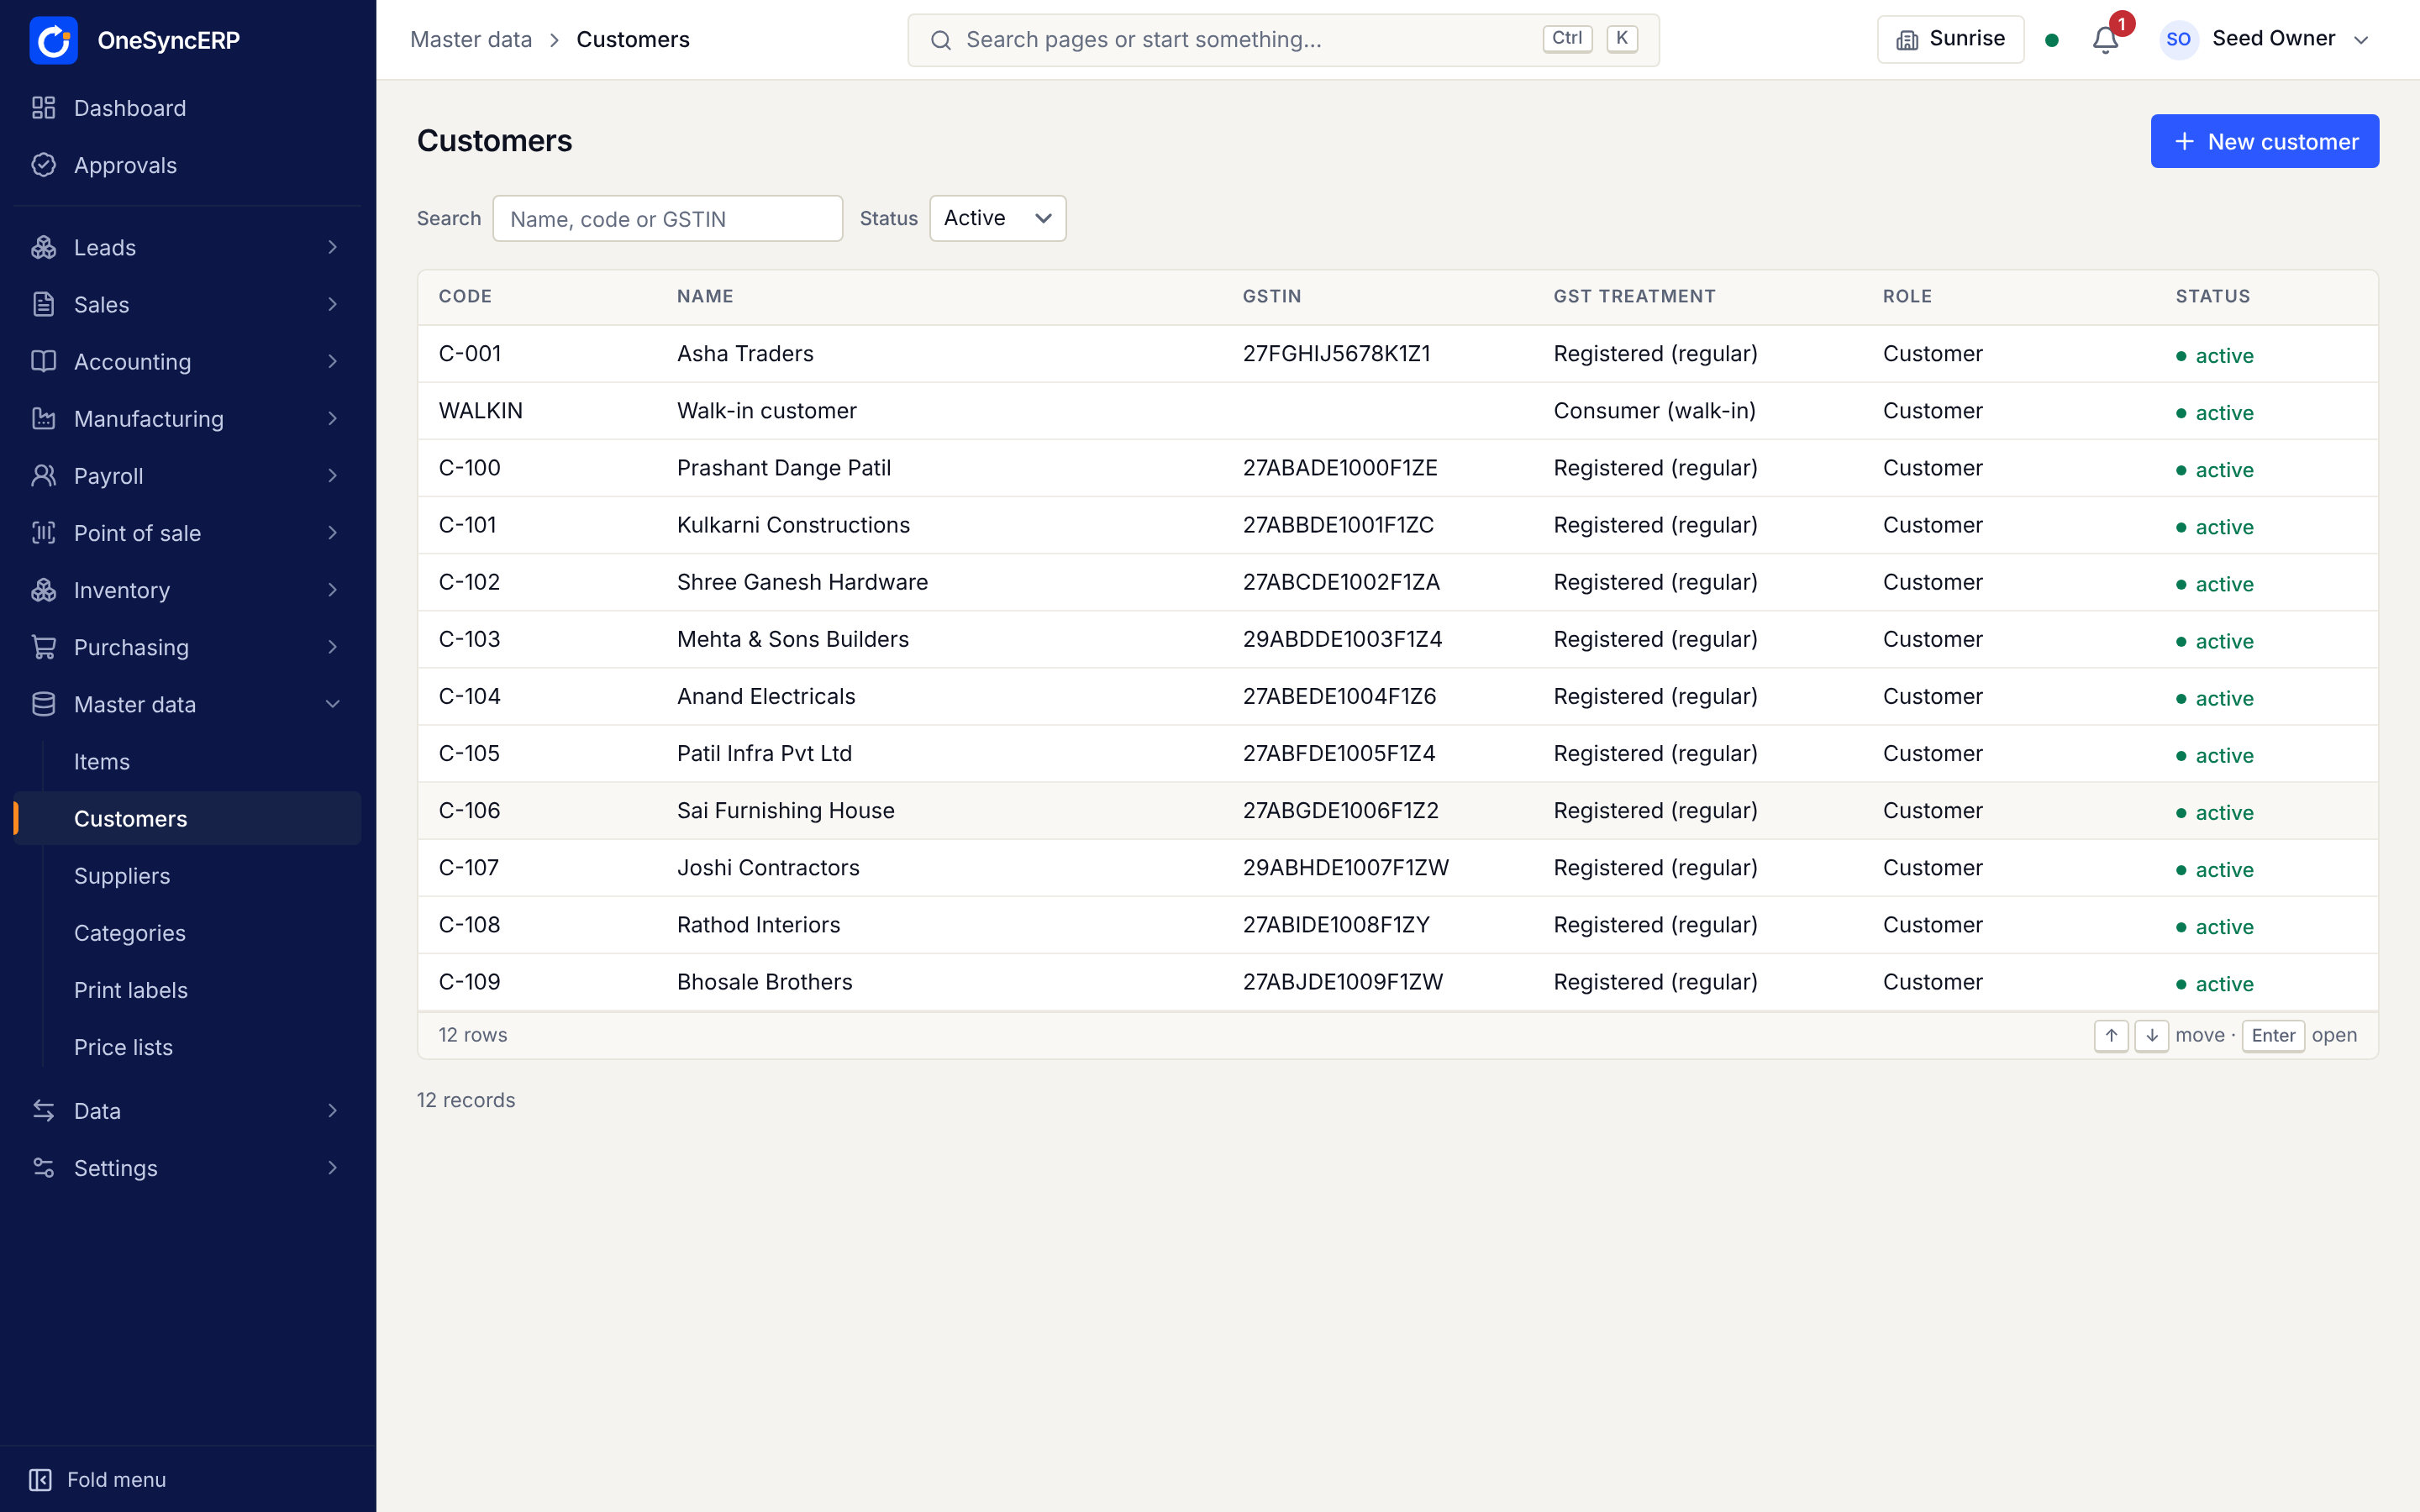 OneSyncERP
Dashboard
Approvals
Leads
Sales
Accounting
Manufacturing
Payroll
Point of sale
Inventory
Purchasing
Master data
Items
Customers
Suppliers
Categories
Print labels
Price lists
Data
Settings
Fold menu
Master data > Customers
Search pages or start something... Ctrl K
Sunrise
1
SO Seed Owner
Customers
+ New customer
Search Name, code or GSTIN Status Active
CODE NAME GSTIN GST TREATMENT ROLE STATUS
C-001 Asha Traders 27FGHIJ5678K1Z1 Registered (regular) Customer active
WALKIN Walk-in customer Consumer (walk-in) Customer active
C-100 Prashant Dange Patil 27ABADE1000F1ZE Registered (regular) Customer active
C-101 Kulkarni Constructions 27ABBDE1001F1ZC Registered (regular) Customer active
C-102 Shree Ganesh Hardware 27ABCDE1002F1ZA Registered (regular) Customer active
C-103 Mehta & Sons Builders 29ABDDE1003F1Z4 Registered (regular) Customer active
C-104 Anand Electricals 27ABEDE1004F1Z6 Registered (regular) Customer active
C-105 Patil Infra Pvt Ltd 27ABFDE1005F1Z4 Registered (regular) Customer active
C-106 Sai Furnishing House 27ABGDE1006F1Z2 Registered (regular) Customer active
C-107 Joshi Contractors 29ABHDE1007F1ZW Registered (regular) Customer active
C-108 Rathod Interiors 27ABIDE1008F1ZY Registered (regular) Customer active
C-109 Bhosale Brothers 27ABJDE1009F1ZW Registered (regular) Customer active
12 rows ↑ ↓ move · Enter open
12 records